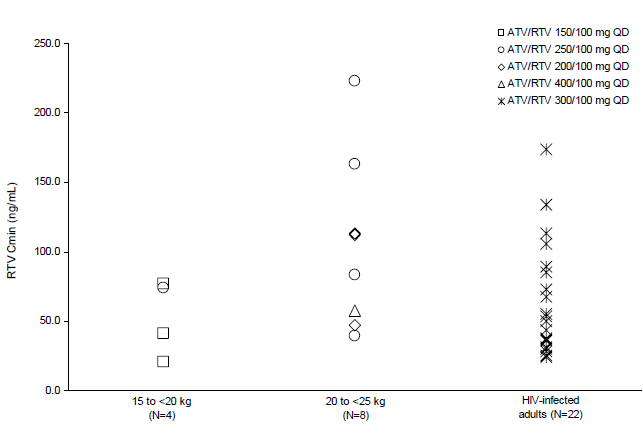 ATV/RTV 150/100 mg QD
ATV/RTV 250/100 mg QD
ATV/RTV 200/100 mg QD
ATV/RTV 400/100 mg QD
ATV/RTV 300/100 mg QD
RTV Cmin (ng/mL)
250.0
200.0
150.0
100.0
50.0
0.0
15 to <20 kg
(N=4)
20 to <25 kg
(N=8)
HIV-infected
adults (N=22)